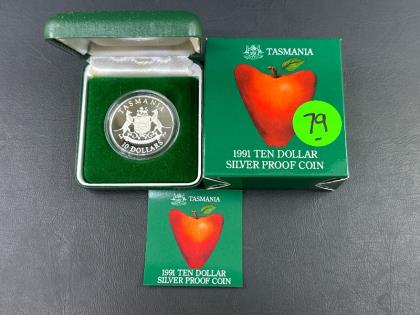 TASMANIA
10 DOLLARS
TASMANIA
79
1991 TEN DOLLAR
SILVER PROOF COIN
TASMANIA
1991 TEN DOLLAR
SILVER PROOF COIN